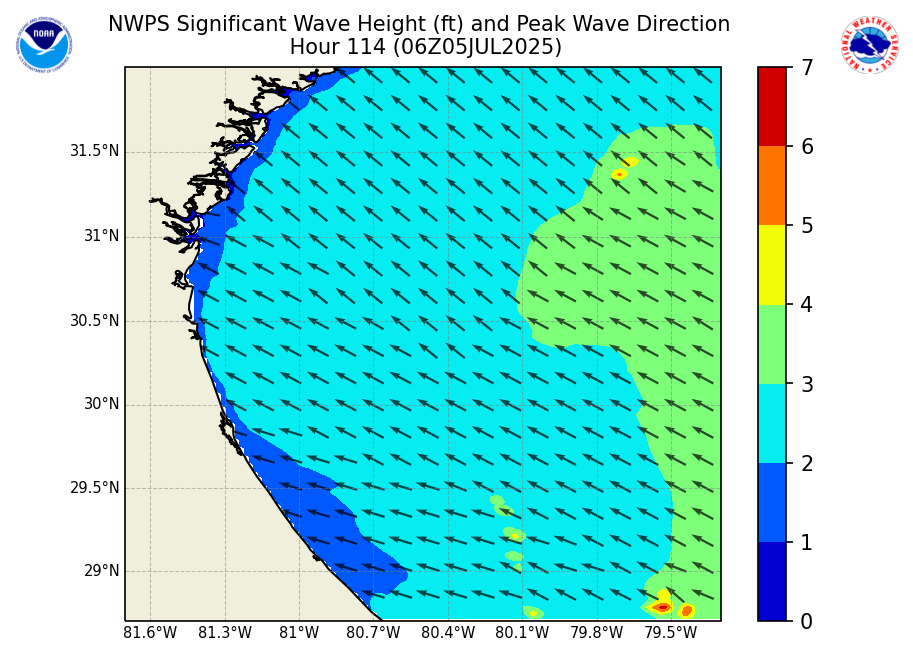 NWPS Significant Wave Height (ft) and Peak Wave Direction
Hour 114 (06Z05JUL2025)
NOAA
NATIONAL WEATHER SERVICE
31.5°N
31°N
30.5°N
30°N
29.5°N
29°N
81.6°W 81.3°W 81°W 80.7°W 80.4°W 80.1°W 79.8°W 79.5°W
7
6
5
4
3
2
1
0